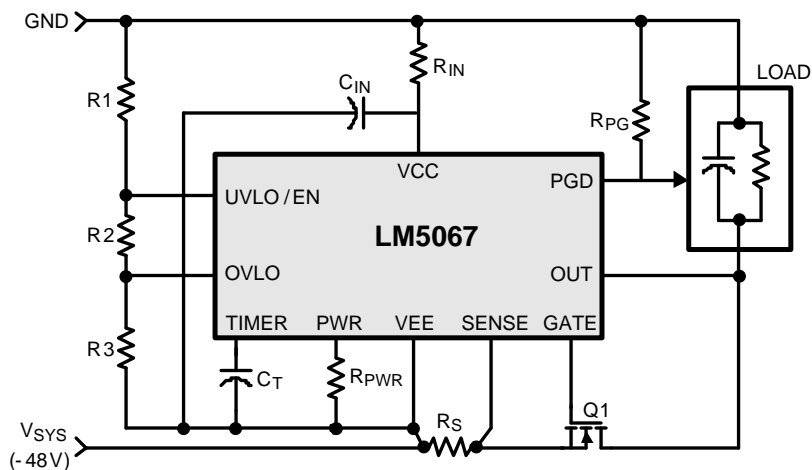 GND
R1
CIN
RIN
RPG
LOAD
VCC
UVLO / EN
PGD
R2
LM5067
OVLO
OUT
TIMER PWR VEE SENSE GATE
R3
CT
RPWR
RS
Q1
VSYS
(- 48V)